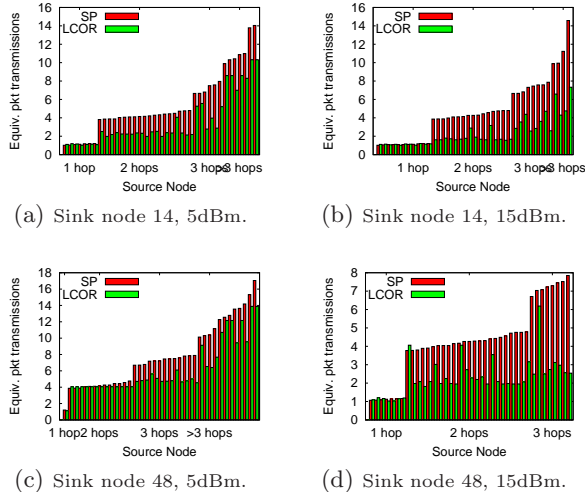 Equiv. pkt transmissions
16
14
12
10
8
6
4
2
0
SP
LCOR
1 hop
2 hops
3 hops
>3 hops
Source Node
(a) Sink node 14, 5dBm.
Equiv. pkt transmissions
16
14
12
10
8
6
4
2
0
SP
LCOR
1 hop
2 hops
3 hops
>3 hops
Source Node
(b) Sink node 14, 15dBm.
Equiv. pkt transmissions
18
16
14
12
10
8
6
4
2
0
SP
LCOR
1 hop
2 hops
3 hops
>3 hops
Source Node
(c) Sink node 48, 5dBm.
Equiv. pkt transmissions
8
7
6
5
4
3
2
1
0
SP
LCOR
1 hop
2 hops
3 hops
Source Node
(d) Sink node 48, 15dBm.